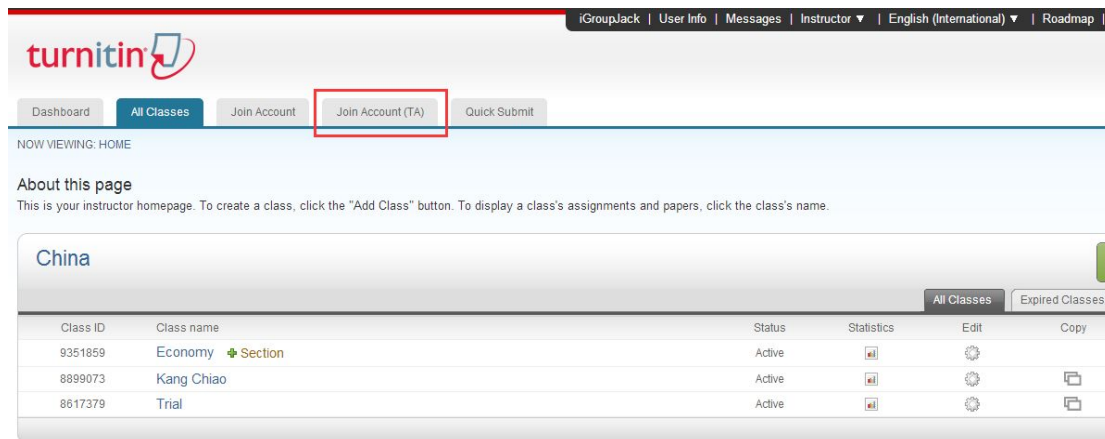 iGroupJack | User Info | Messages | Instructor ▼ | English (International) ▼ | Roadmap |
turnitin
Dashboard All Classes Join Account Join Account (TA) Quick Submit
NOW VIEWING: HOME
About this page
This is your instructor homepage. To create a class, click the "Add Class" button. To display a class's assignments and papers, click the class's name.
China
All Classes Expired Classes
Class ID Class name Status Statistics Edit Copy
9351859 Economy Section Active
8899073 Kang Chiao Active
8617379 Trial Active